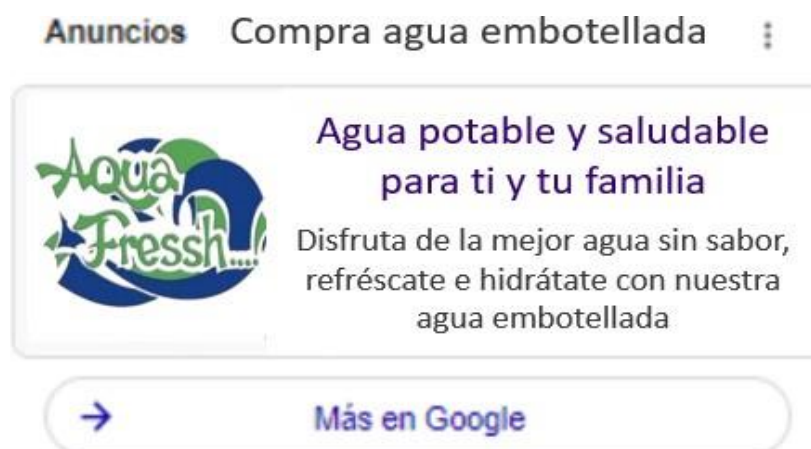 Anuncios Compra agua embotellada
Aqua
Fressh....
Agua potable y saludable
para ti y tu familia
Disfruta de la mejor agua sin sabor,
refréscate e hidrátate con nuestra
agua embotellada
Más en Google